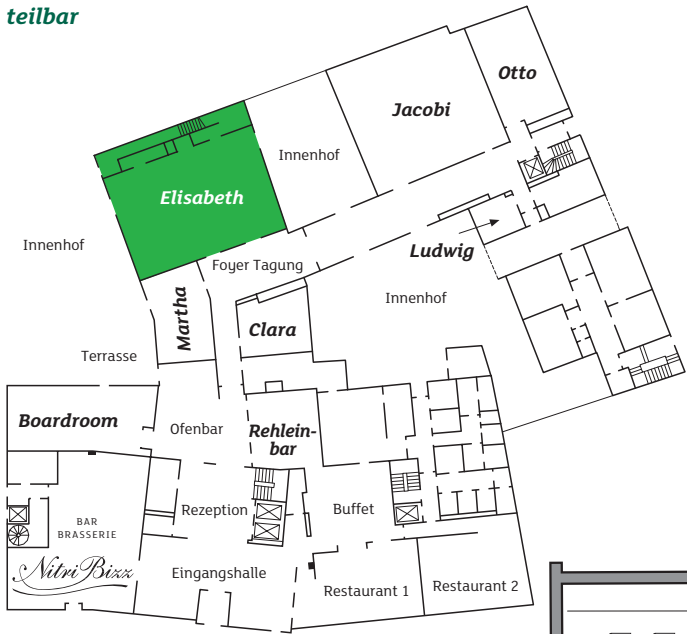 teilbar
Otto
Jacobi
Innenhof
Elisabeth
Innenhof
Foyer Tagung
Ludwig
Innenhof
Martha
Clara
Terrasse
Boardroom
Ofenbar
Rehlein-
bar
Rezeption
Buffet
BAR
BRASSERIE
NitriBizz
Eingangshalle
Restaurant 1
Restaurant 2